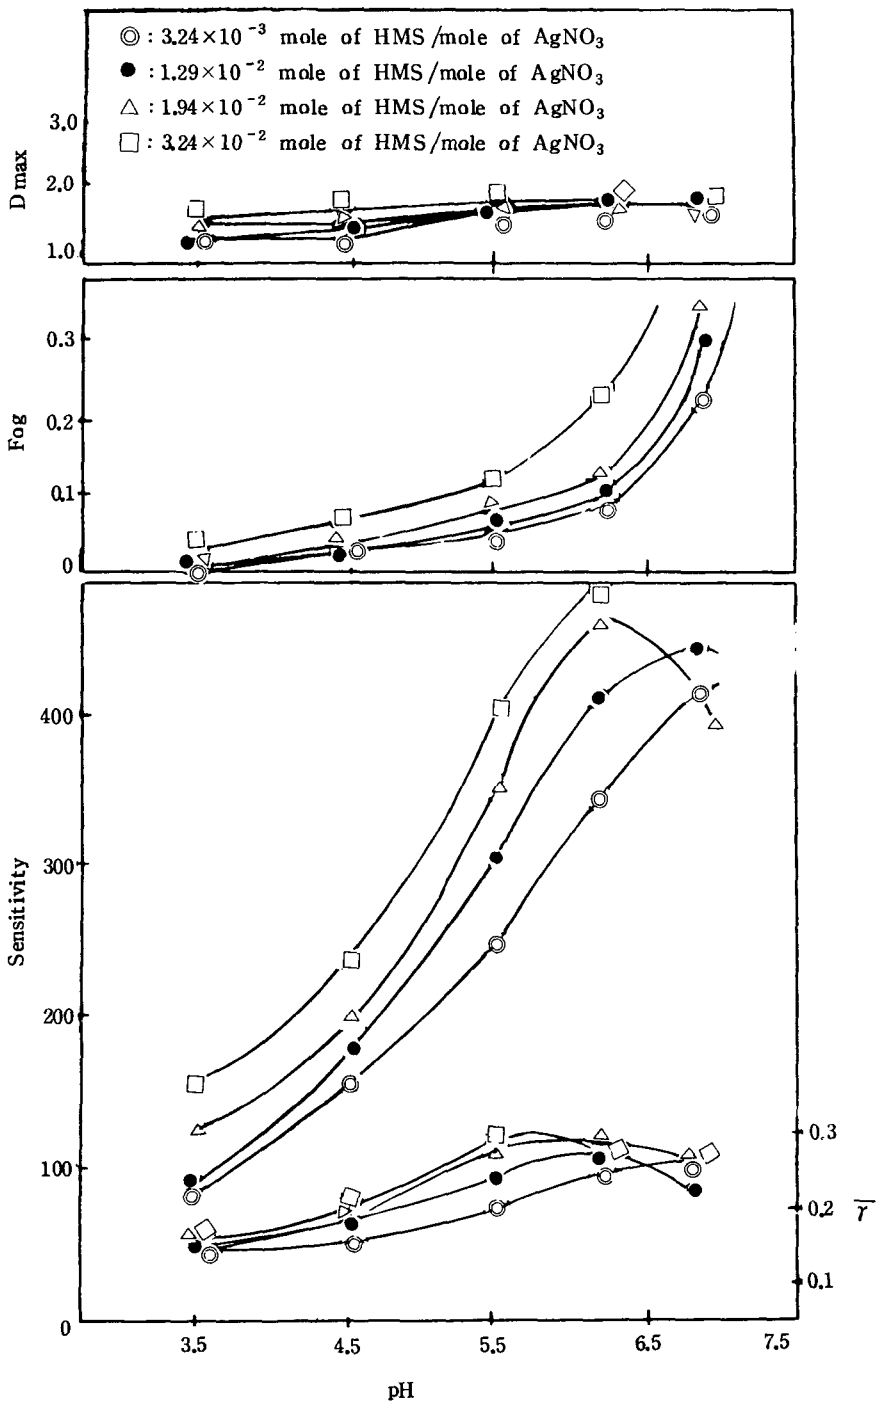 ◎ : 3.24×10⁻³ mole of HMS/mole of AgNO₃
● : 1.29×10⁻² mole of HMS/mole of AgNO₃
△ : 1.94×10⁻² mole of HMS/mole of AgNO₃
□ : 3.24×10⁻² mole of HMS/mole of AgNO₃
3.0
2.0
1.0
Dmax
0.3
0.2
0.1
0
Fog
400
300
200
100
0
Sensitivity
0.3
0.2
0.1
γ̅
3.5 4.5 5.5 6.5 7.5
pH